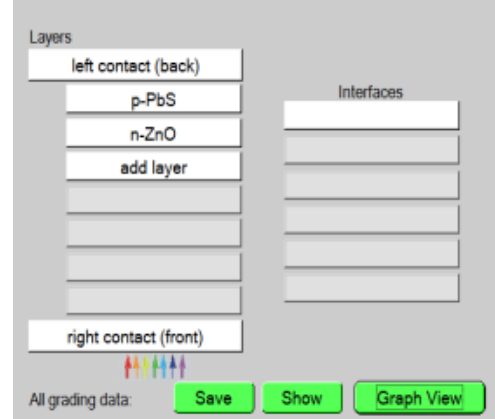 Layers
left contact (back)
Interfaces
p-PbS
n-ZnO
add layer
right contact (front)
All grading data:
Save
Show
Graph View